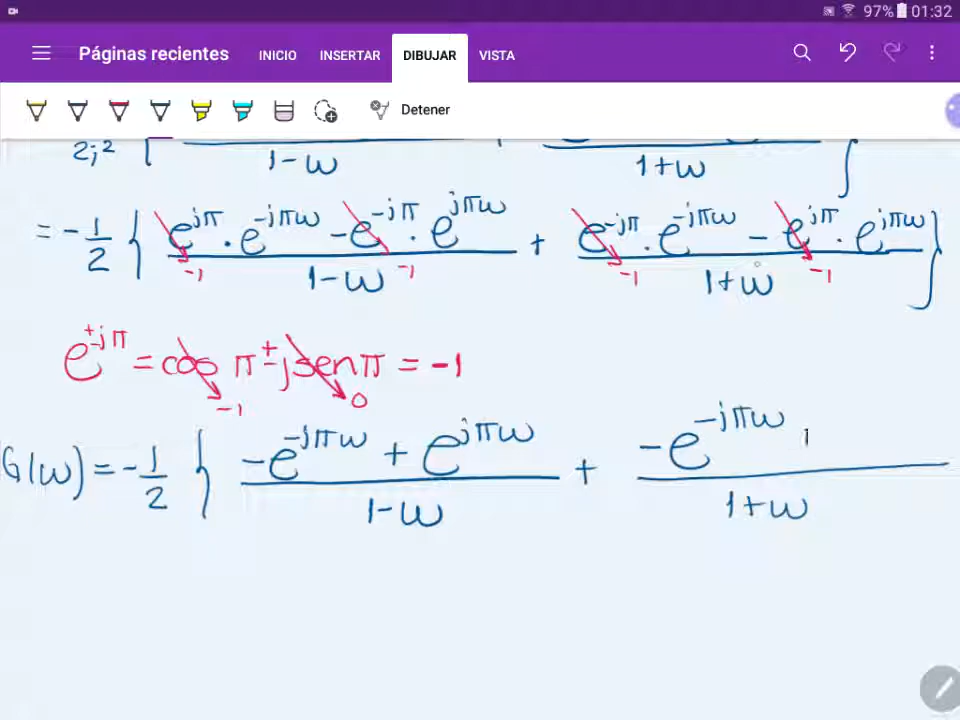 97% 01:32
Páginas recientes INICIO INSERTAR DIBUJAR VISTA
Detener
2j² { 1-ω + 1+ω }
= -1/2 { (e^{jπ} · e^{-jπω} - e^{-jπ} · e^{jπω})/(1-ω) + (e^{-jπ} · e^{-jπω} - e^{jπ} · e^{jπω})/(1+ω) }
-1 -1 -1 -1
e^{±jπ} = cos π ± j sen π = -1
-1 0
G(ω) = -1/2 { (-e^{-jπω} + e^{jπω})/(1-ω) + (-e^{-jπω})/(1+ω)